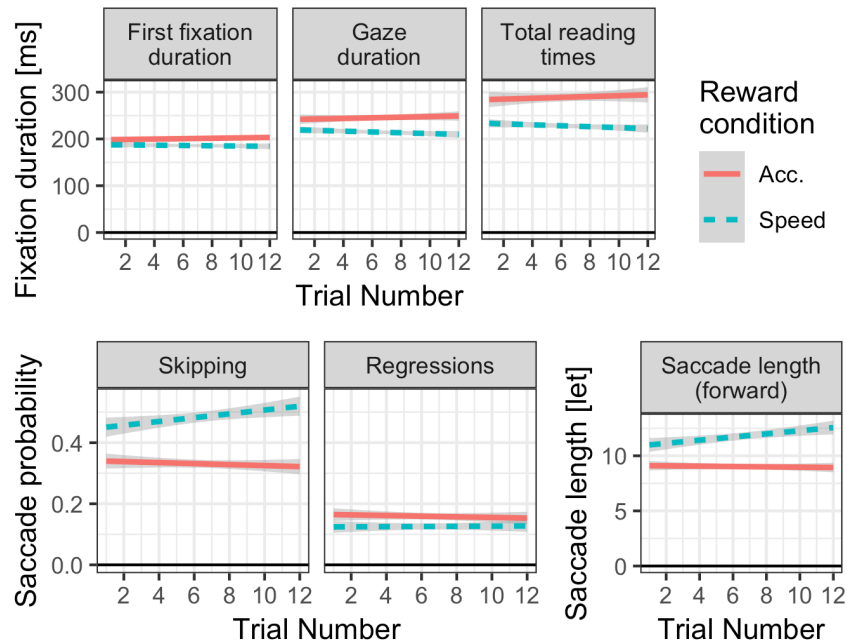 First fixation
duration
Gaze
duration
Total reading
times
Fixation duration [ms]
300
200
100
0
2 4 6 8 10 12
2 4 6 8 10 12
2 4 6 8 10 12
Trial Number
Reward
condition
Acc.
Speed
Skipping
Regressions
Saccade probability
0.4
0.2
0.0
2 4 6 8 10 12
2 4 6 8 10 12
Trial Number
Saccade length
(forward)
Saccade length [let]
10
5
0
2 4 6 8 10 12
Trial Number